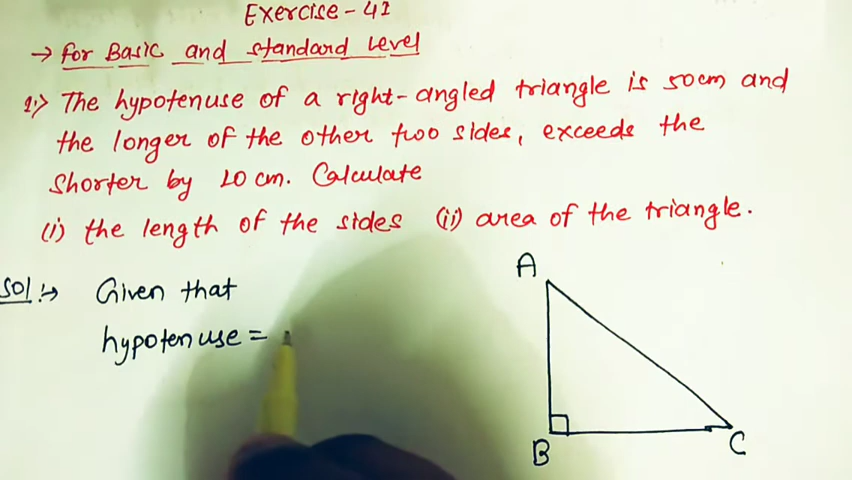 Exercise - 41
→ for Basic and standard Level
Q.1> The hypotenuse of a right-angled triangle is 50cm and
the longer of the other two sides, exceeds the
shorter by 10 cm. Calculate
(i) the length of the sides (ii) area of the triangle.
Sol:→ Given that
hypotenuse =
A
B
C